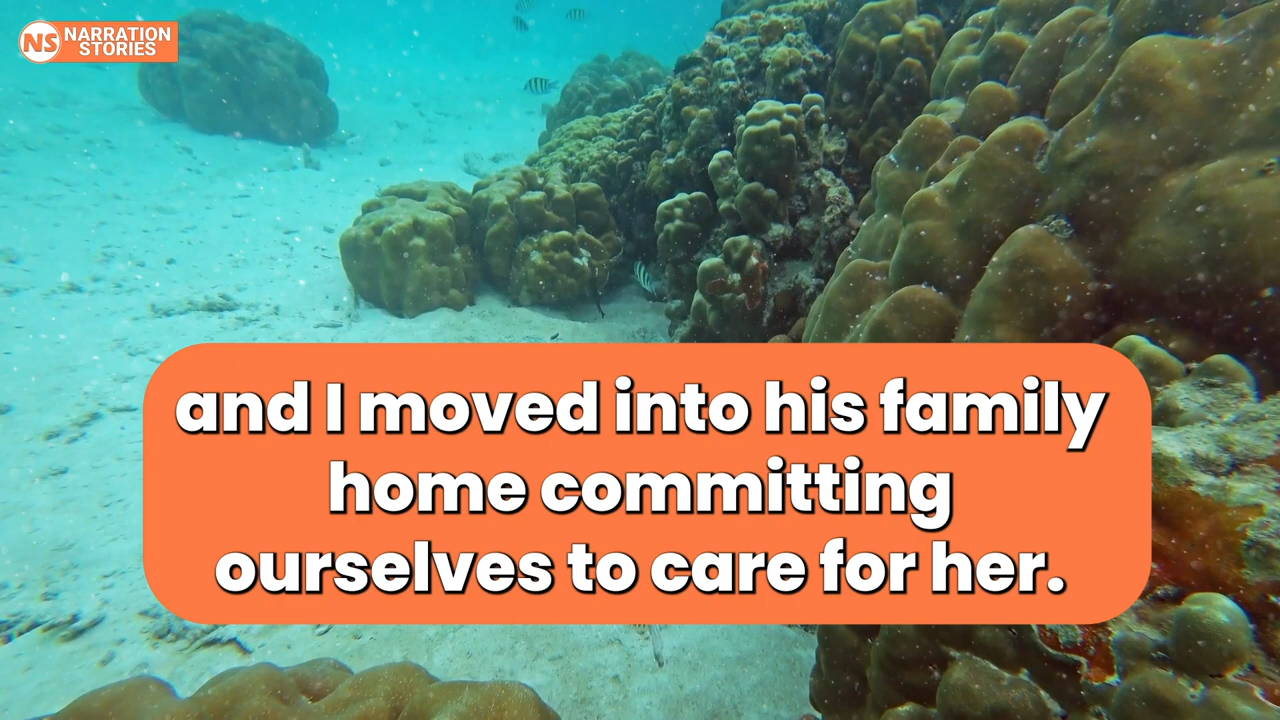 NS NARRATION
STORIES
and I moved into his family
home committing
ourselves to care for her.